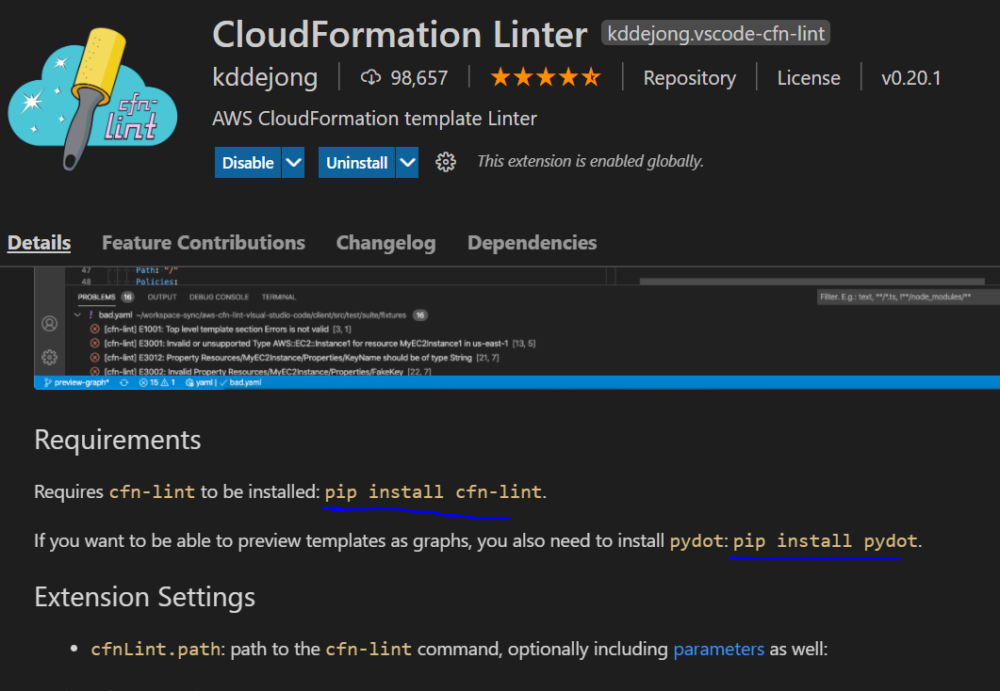 CloudFormation Linter kddejong.vscode-cfn-lint
kddejong 98,657 Repository License v0.20.1
AWS CloudFormation template Linter
cfn-
lint
Disable Uninstall This extension is enabled globally.
Details Feature Contributions Changelog Dependencies
47 Path: "/"
48 Policies:
PROBLEMS 16 OUTPUT DEBUG CONSOLE TERMINAL Filter. E.g.: text, **/*.ts, !**/node_modules/**
! bad.yaml ~/workspace-sync/aws-cfn-lint-visual-studio-code/client/src/test/suite/fixtures 16
[cfn-lint] E1001: Top level template section Errors is not valid [3, 1]
[cfn-lint] E3001: Invalid or unsupported Type AWS::EC2::Instance1 for resource MyEC2Instance1 in us-east-1 [13, 5]
[cfn-lint] E3012: Property Resources/MyEC2Instance/Properties/KeyName should be of type String [21, 7]
[cfn-lint] E3002: Invalid Property Resources/MyEC2Instance/Properties/FakeKey [22, 7]
preview-graph* 15 1 yaml | ✓ bad.yaml
Requirements
Requires cfn-lint to be installed: pip install cfn-lint.
If you want to be able to preview templates as graphs, you also need to install pydot: pip install pydot.
Extension Settings
• cfnLint.path: path to the cfn-lint command, optionally including parameters as well: